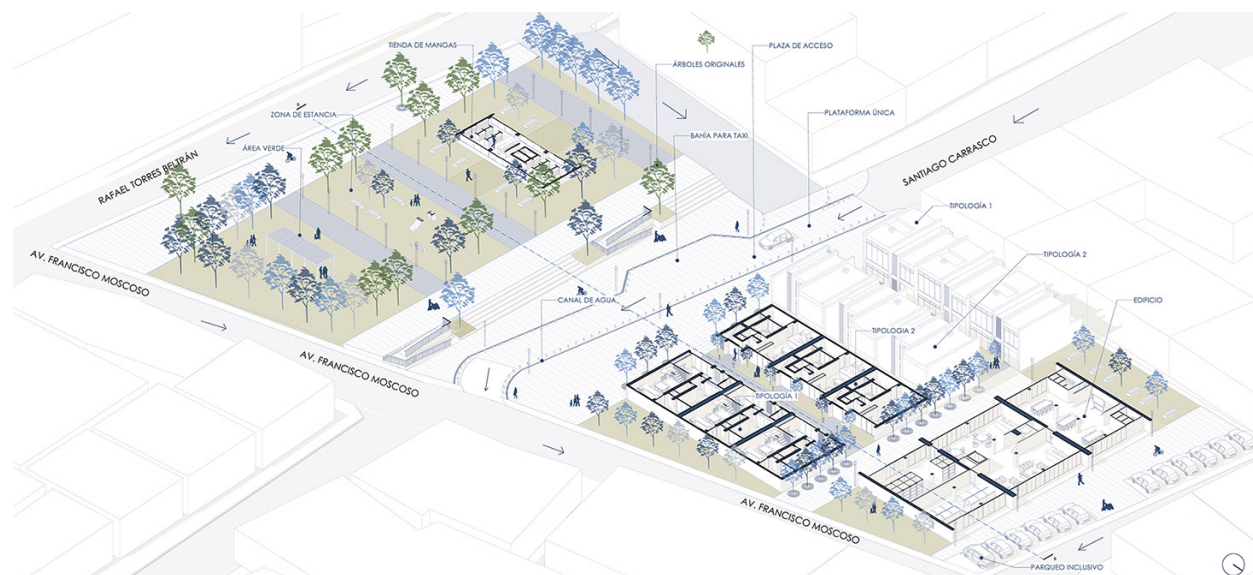 TIENDA DE MANGAS
PLAZA DE ACCESO
ÁRBOLES ORIGINALES
ZONA DE ESTANCIA
PLATAFORMA ÚNICA
BAHÍA PARA TAXI
ÁREA VERDE
RAFAEL TORRES BELTRÁN
SANTIAGO CARRASCO
TIPOLOGÍA 1
TIPOLOGÍA 2
AV. FRANCISCO MOSCOSO
CANAL DE AGUA
EDIFICIO
TIPOLOGIA 2
AV. FRANCISCO MOSCOSO
TIPOLOGÍA 1
AV. FRANCISCO MOSCOSO
PARQUEO INCLUSIVO